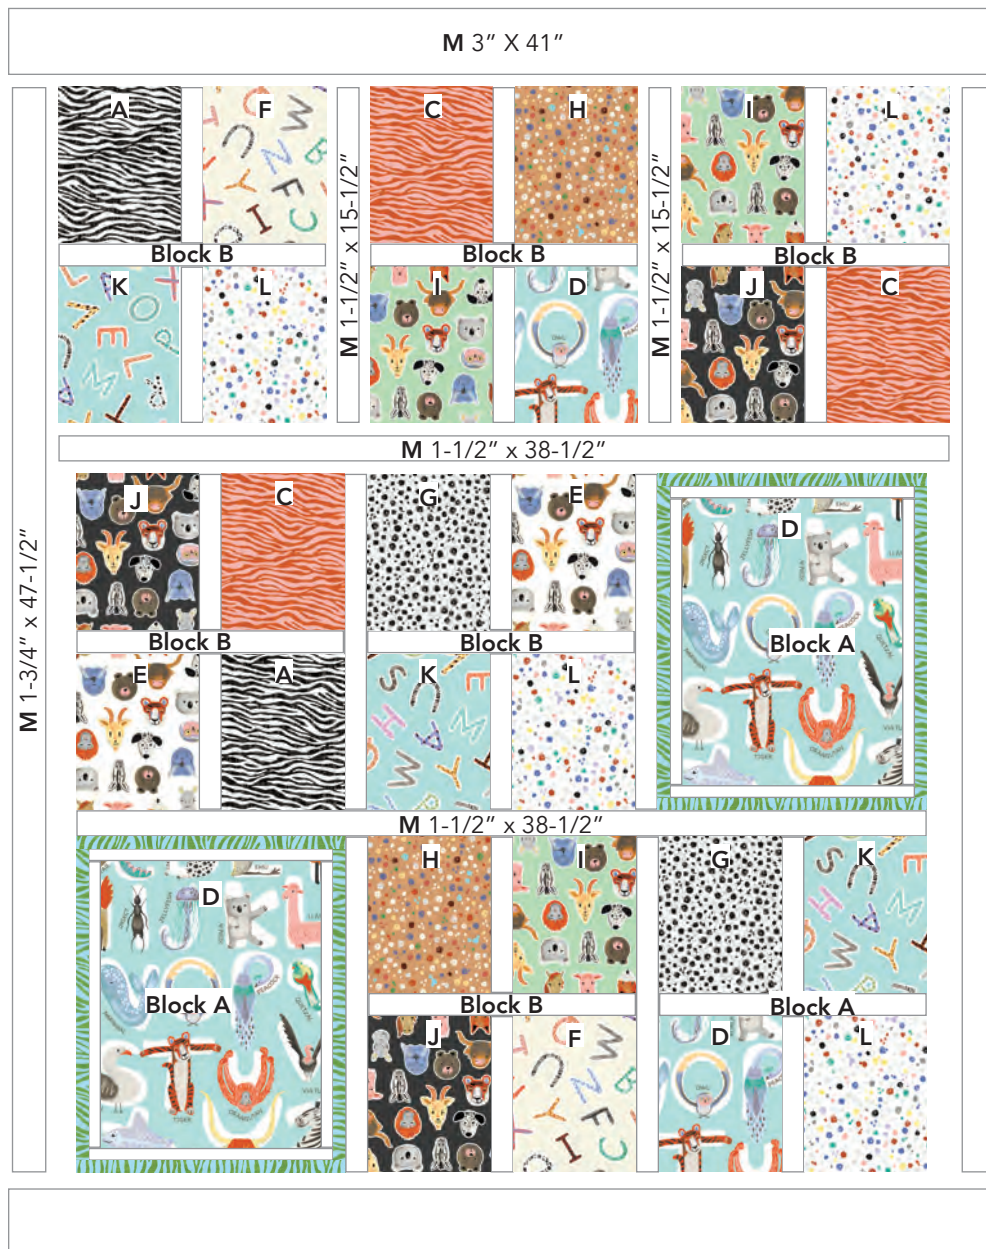 M 3” X 41”
A
F
C
H
I
L
M 1-1/2” x 15-1/2”
M 1-1/2” x 15-1/2”
Block B
Block B
Block B
K
L
I
D
J
C
M 1-1/2” x 38-1/2”
M 1-3/4” x 47-1/2”
J
C
G
E
D
Block B
Block B
Block A
E
A
K
L
TIGER
M 1-1/2” x 38-1/2”
D
H
I
G
K
Block A
Block B
Block A
TIGER
J
F
D
L